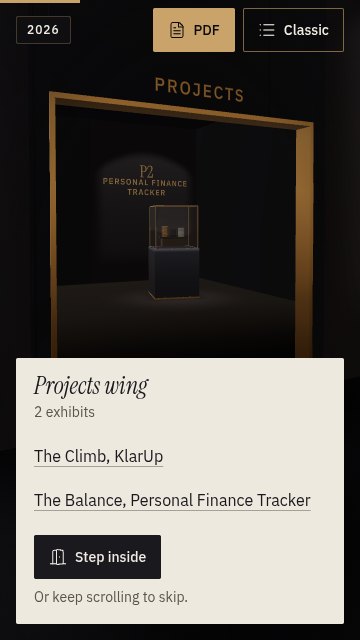 2026
PDF
Classic
PROJECTS
P2
PERSONAL FINANCE
TRACKER
Projects wing
2 exhibits
The Climb, KlarUp
The Balance, Personal Finance Tracker
Step inside
Or keep scrolling to skip.